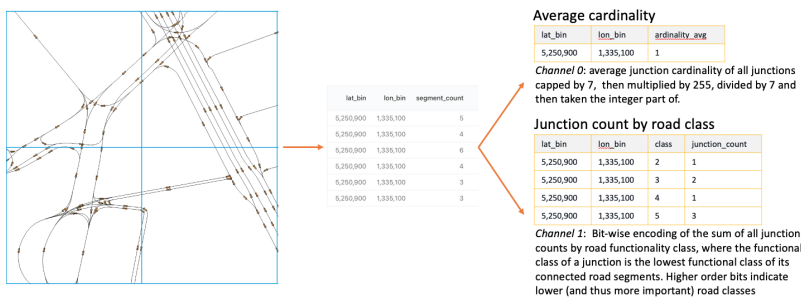 Average cardinality
lat_bin lon_bin ardinality_avg
5,250,900 1,335,100 1
Channel 0: average junction cardinality of all junctions
capped by 7, then multiplied by 255, divided by 7 and
then taken the integer part of.
lat_bin lon_bin segment_count
5,250,900 1,335,100 5
5,250,900 1,335,100 4
5,250,900 1,335,100 6
5,250,900 1,335,100 4
5,250,900 1,335,100 3
5,250,900 1,335,100 3
Junction count by road class
lat_bin lon_bin class junction_count
5,250,900 1,335,100 2 1
5,250,900 1,335,100 3 2
5,250,900 1,335,100 4 1
5,250,900 1,335,100 5 3
Channel 1: Bit-wise encoding of the sum of all junction
counts by road functionality class, where the functional
class of a junction is the lowest functional class of its
connected road segments. Higher order bits indicate
lower (and thus more important) road classes